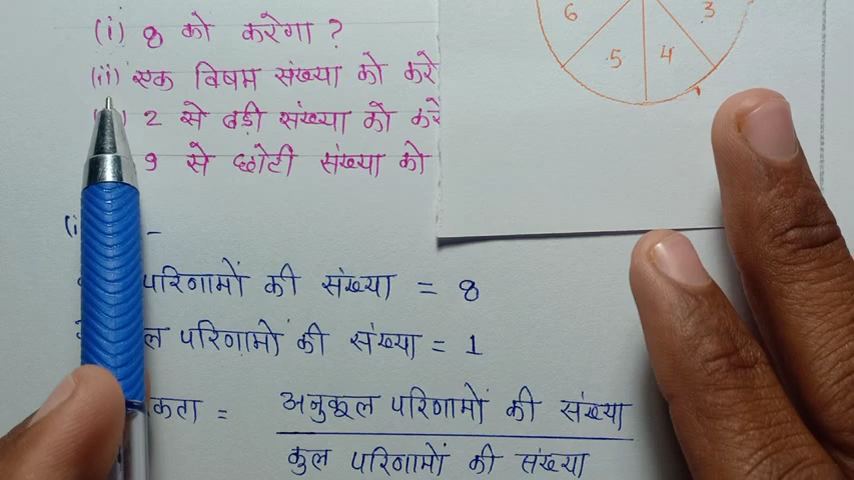 (i) 8 को करेगा ?
(ii) एक विषम संख्या को करे
2 से बड़ी संख्या को करे
9 से छोटी संख्या को
6
3
5
4
(i
परिणामों की संख्या = 8
ल परिणामों की संख्या = 1
कता =
अनुकूल परिणामों की संख्या
कुल परिणामों की संख्या